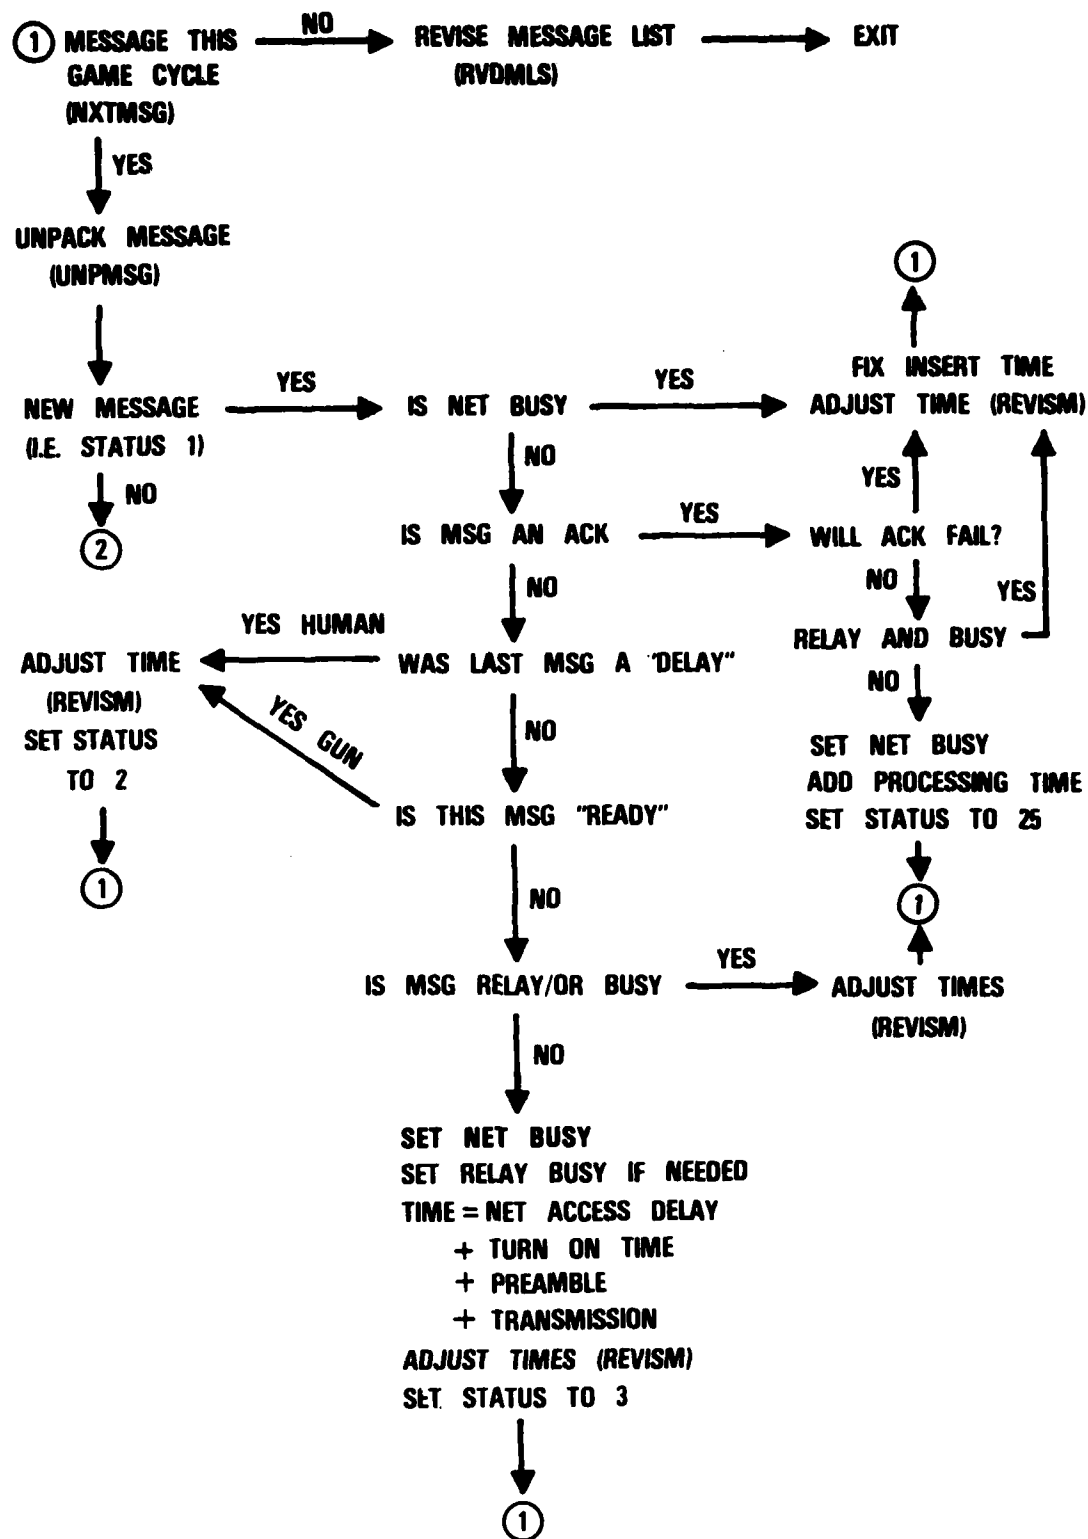 1 MESSAGE THIS
GAME CYCLE
(NXTMSG)
NO
REVISE MESSAGE LIST
(RVDMLS)
EXIT
YES
UNPACK MESSAGE
(UNPMSG)
NEW MESSAGE
(I.E. STATUS 1)
NO
2
YES
IS NET BUSY
YES
1
FIX INSERT TIME
ADJUST TIME (REVISM)
NO
IS MSG AN ACK
YES
WILL ACK FAIL?
YES
NO
YES
RELAY AND BUSY
NO
SET NET BUSY
ADD PROCESSING TIME
SET STATUS TO 25
1
NO
WAS LAST MSG A "DELAY"
YES HUMAN
ADJUST TIME
(REVISM)
SET STATUS
TO 2
1
YES GUN
NO
IS THIS MSG "READY"
NO
IS MSG RELAY/OR BUSY
YES
ADJUST TIMES
(REVISM)
NO
SET NET BUSY
SET RELAY BUSY IF NEEDED
TIME = NET ACCESS DELAY
+ TURN ON TIME
+ PREAMBLE
+ TRANSMISSION
ADJUST TIMES (REVISM)
SET STATUS TO 3
1